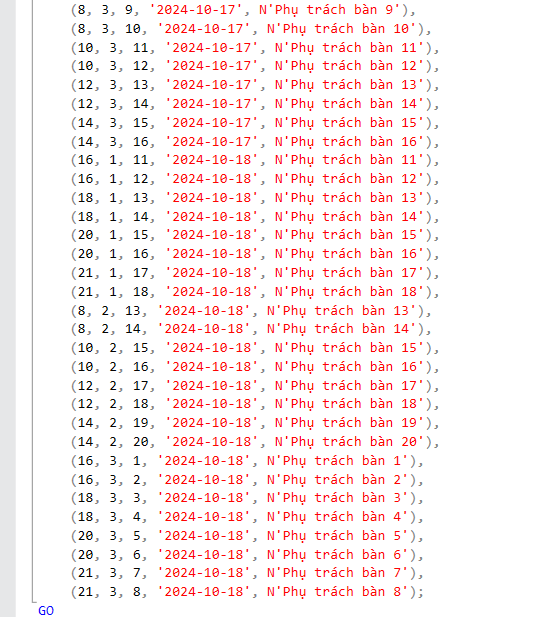 (8, 3, 9, '2024-10-17', N'Phụ trách bàn 9'),
(8, 3, 10, '2024-10-17', N'Phụ trách bàn 10'),
(10, 3, 11, '2024-10-17', N'Phụ trách bàn 11'),
(10, 3, 12, '2024-10-17', N'Phụ trách bàn 12'),
(12, 3, 13, '2024-10-17', N'Phụ trách bàn 13'),
(12, 3, 14, '2024-10-17', N'Phụ trách bàn 14'),
(14, 3, 15, '2024-10-17', N'Phụ trách bàn 15'),
(14, 3, 16, '2024-10-17', N'Phụ trách bàn 16'),
(16, 1, 11, '2024-10-18', N'Phụ trách bàn 11'),
(16, 1, 12, '2024-10-18', N'Phụ trách bàn 12'),
(18, 1, 13, '2024-10-18', N'Phụ trách bàn 13'),
(18, 1, 14, '2024-10-18', N'Phụ trách bàn 14'),
(20, 1, 15, '2024-10-18', N'Phụ trách bàn 15'),
(20, 1, 16, '2024-10-18', N'Phụ trách bàn 16'),
(21, 1, 17, '2024-10-18', N'Phụ trách bàn 17'),
(21, 1, 18, '2024-10-18', N'Phụ trách bàn 18'),
(8, 2, 13, '2024-10-18', N'Phụ trách bàn 13'),
(8, 2, 14, '2024-10-18', N'Phụ trách bàn 14'),
(10, 2, 15, '2024-10-18', N'Phụ trách bàn 15'),
(10, 2, 16, '2024-10-18', N'Phụ trách bàn 16'),
(12, 2, 17, '2024-10-18', N'Phụ trách bàn 17'),
(12, 2, 18, '2024-10-18', N'Phụ trách bàn 18'),
(14, 2, 19, '2024-10-18', N'Phụ trách bàn 19'),
(14, 2, 20, '2024-10-18', N'Phụ trách bàn 20'),
(16, 3, 1, '2024-10-18', N'Phụ trách bàn 1'),
(16, 3, 2, '2024-10-18', N'Phụ trách bàn 2'),
(18, 3, 3, '2024-10-18', N'Phụ trách bàn 3'),
(18, 3, 4, '2024-10-18', N'Phụ trách bàn 4'),
(20, 3, 5, '2024-10-18', N'Phụ trách bàn 5'),
(20, 3, 6, '2024-10-18', N'Phụ trách bàn 6'),
(21, 3, 7, '2024-10-18', N'Phụ trách bàn 7'),
(21, 3, 8, '2024-10-18', N'Phụ trách bàn 8');
GO